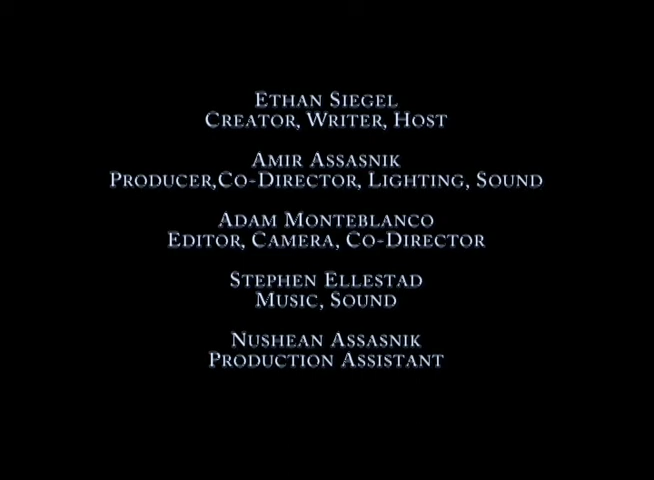 ETHAN SIEGEL
CREATOR, WRITER, HOST
AMIR ASSASNIK
PRODUCER,CO-DIRECTOR, LIGHTING, SOUND
ADAM MONTEBLANCO
EDITOR, CAMERA, CO-DIRECTOR
STEPHEN ELLESTAD
MUSIC, SOUND
NUSHEAN ASSASNIK
PRODUCTION ASSISTANT